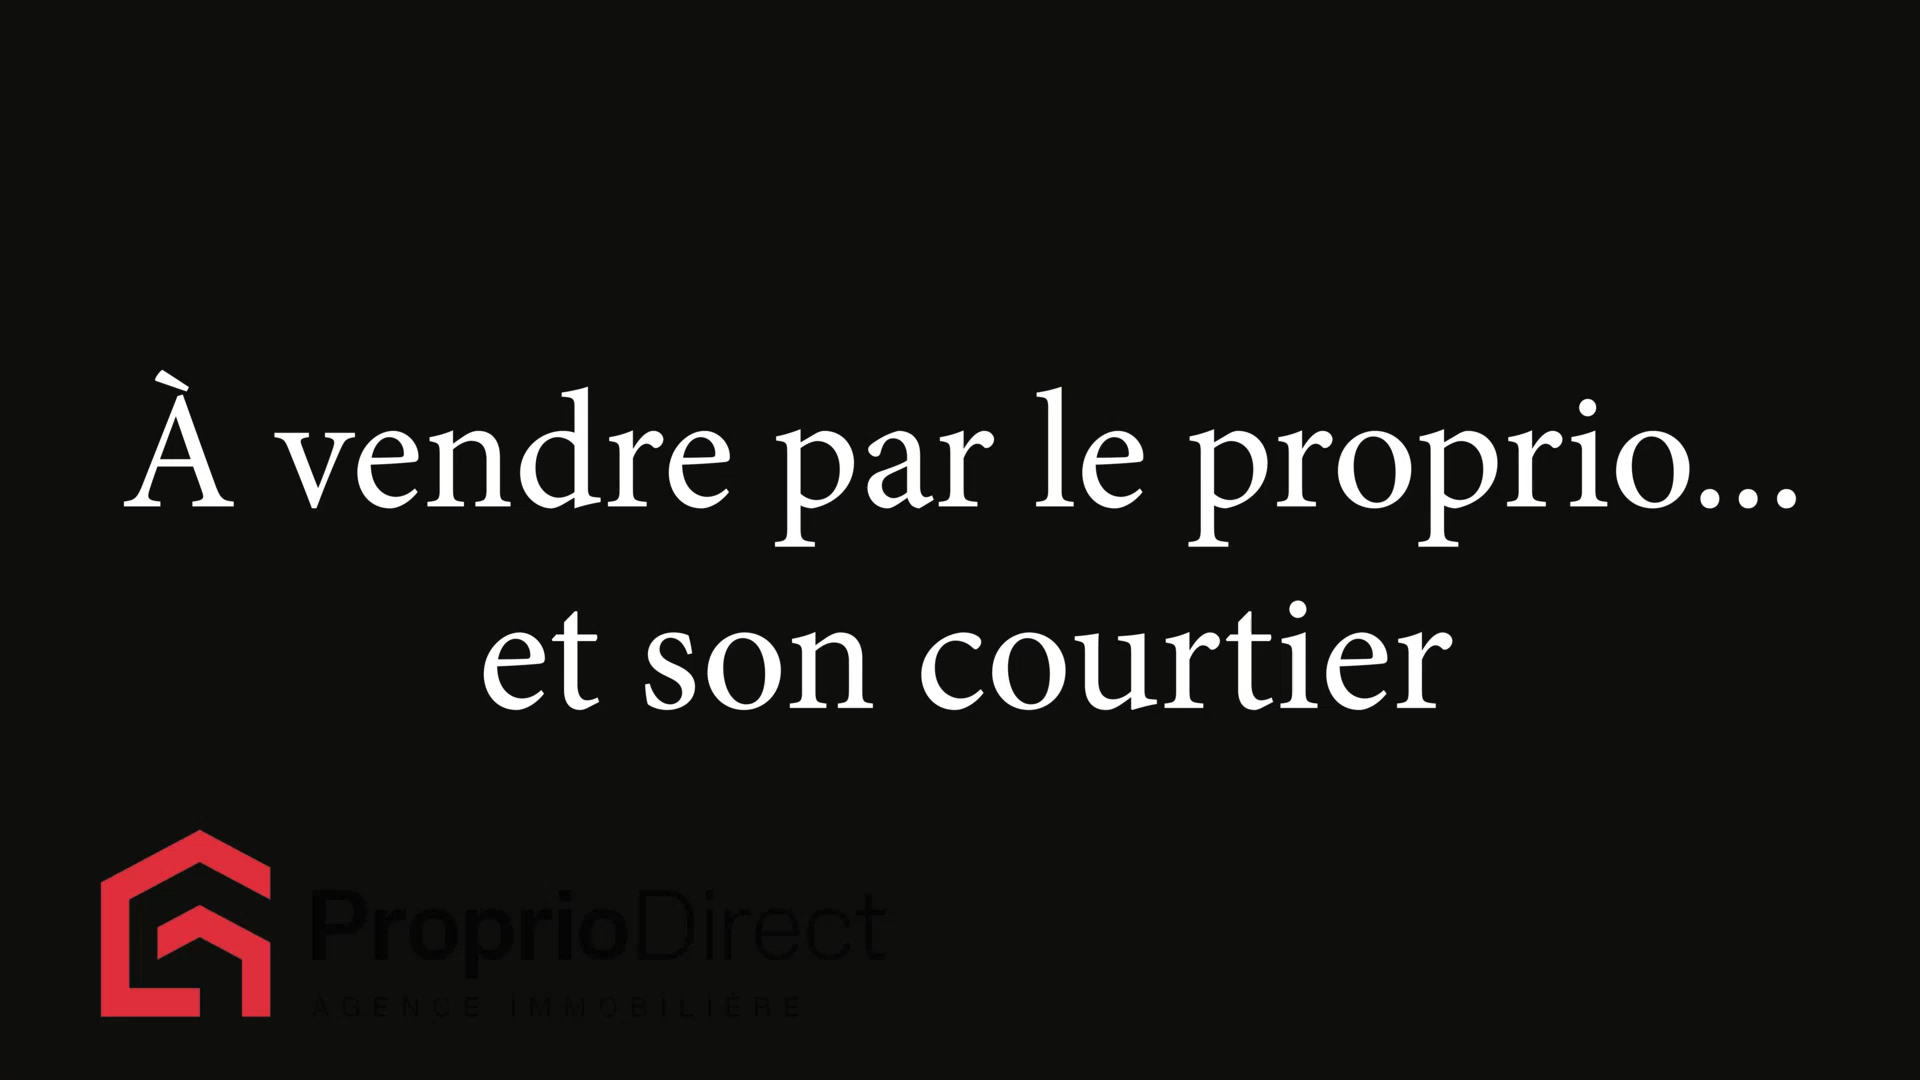 À vendre par le proprio...
et son courtier
ProprioDirect
AGENCE IMMOBILIÈRE